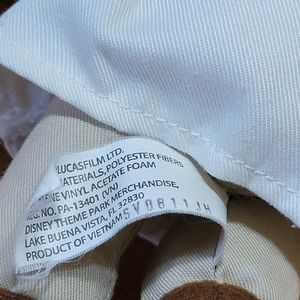 LUCASFILM LTD.
MATERIALS, POLYESTER FIBERS
VINYL ACETATE FOAM
REG. NO. PA-13401 (VN)
DISNEY THEME PARK MERCHANDISE,
LAKE BUENA VISTA, FL 32830
PRODUCT OF VIETNAM